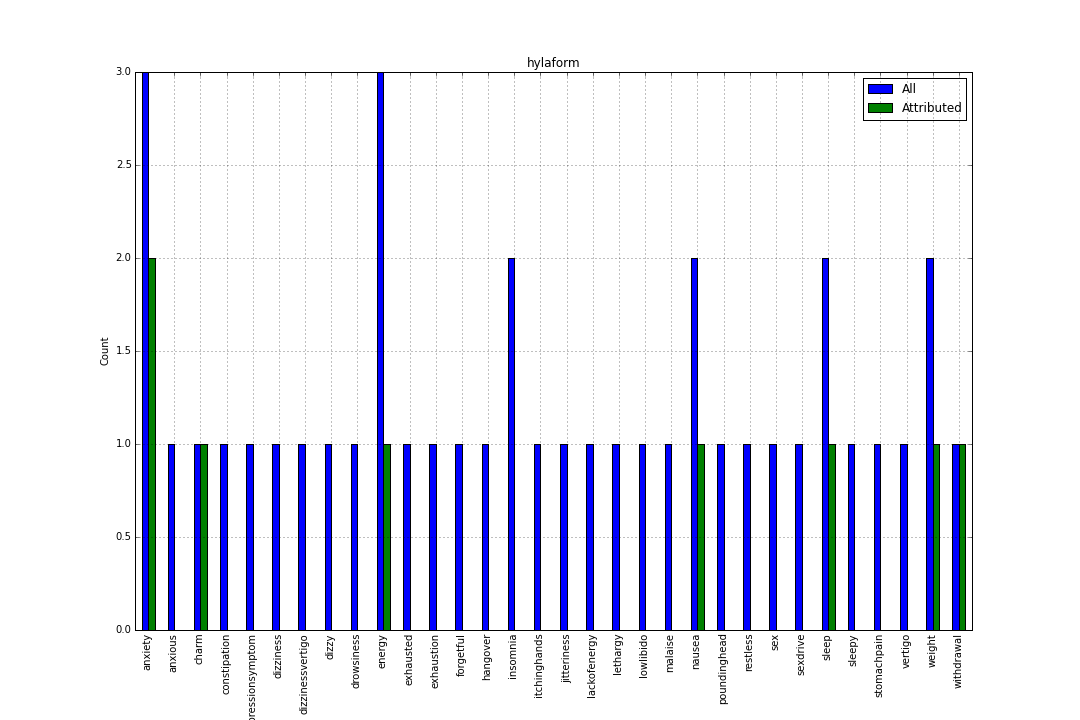 hylaform
All
Attributed
Count
3.0
2.5
2.0
1.5
1.0
0.5
0.0
anxiety
anxious
charm
constipation
pressionsymptom
dizziness
dizzinessvertigo
dizzy
drowsiness
energy
exhausted
exhaustion
forgetful
hangover
insomnia
itchinghands
jitteriness
lackofenergy
lethargy
lowlibido
malaise
nausea
poundinghead
restless
sex
sexdrive
sleep
sleepy
stomachpain
vertigo
weight
withdrawal